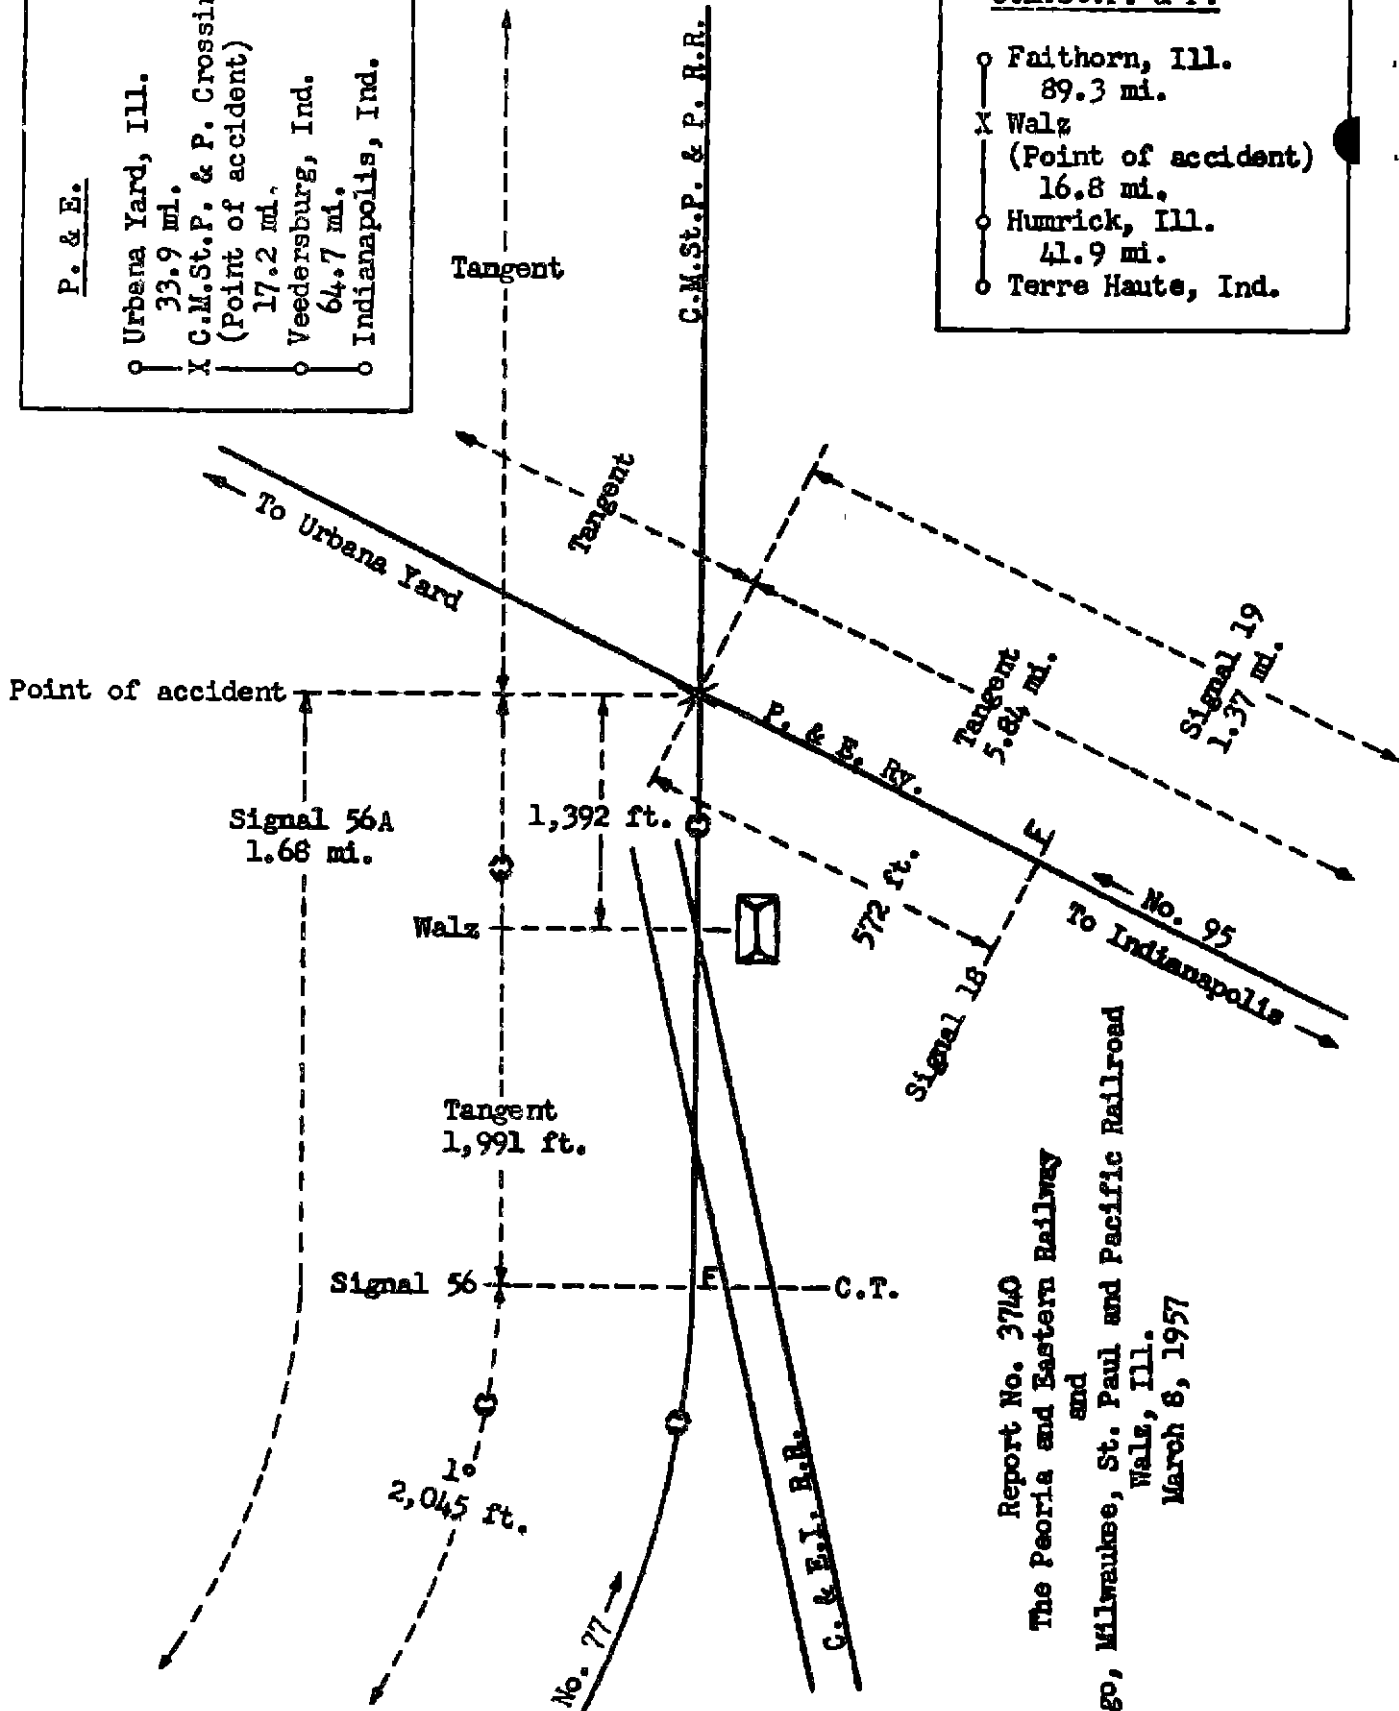 P. & E.
Urbana Yard, Ill.
33.9 mi.
X C.M.St.P. & P. Crossin
(Point of accident)
17.2 mi.
Veedersburg, Ind.
64.7 mi.
Indianapolis, Ind.
Faithorn, Ill.
89.3 mi.
X Walz
(Point of accident)
16.8 mi.
Humrick, Ill.
41.9 mi.
Terre Haute, Ind.
C.M.St.P. & P. R.R.
Tangent
Tangent
To Urbana Yard
Signal 19
1.37 mi.
Tangent
5.84 mi.
Point of accident
P. & E. Ry.
Signal 56A
1.68 mi.
1,392 ft.
572 ft.
Walz
No. 95
To Indianapolis
Signal 18
Tangent
1,991 ft.
Signal 56
C.T.
1°
2,045 ft.
No. 77
C. & E.I. R.R.
Report No. 3740
The Peoria and Eastern Railway
and
go, Milwaukee, St. Paul and Pacific Railroad
Walz, Ill.
March 8, 1957